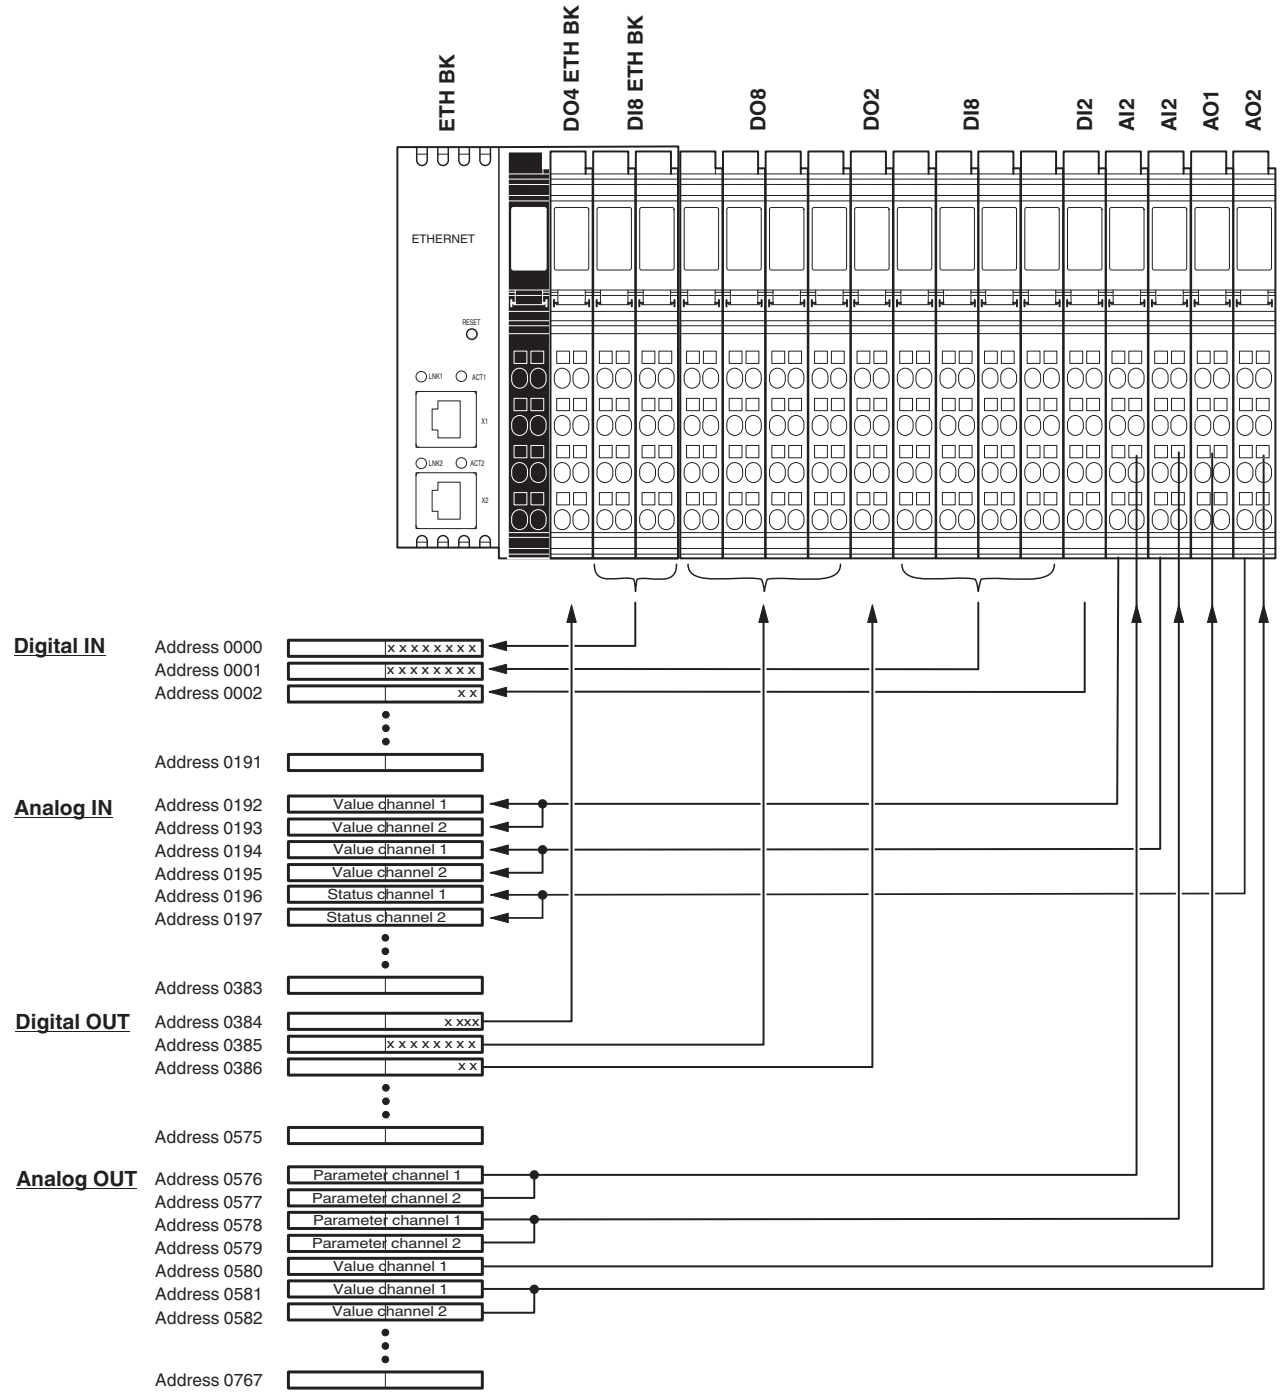 ETH BK
DO4 ETH BK
DI8 ETH BK
DO8
DO2
DI8
DI2
AI2
AI2
AO1
AO2
ETHERNET
RESET
LNK1 ACT1
X1
LNK2 ACT2
X2
Digital IN
Address 0000 x x x x x x x x
Address 0001 x x x x x x x x
Address 0002 x x
Address 0191
Analog IN
Address 0192 Value channel 1
Address 0193 Value channel 2
Address 0194 Value channel 1
Address 0195 Value channel 2
Address 0196 Status channel 1
Address 0197 Status channel 2
Address 0383
Digital OUT
Address 0384 x xxx
Address 0385 x x x x x x x x
Address 0386 x x
Address 0575
Analog OUT
Address 0576 Parameter channel 1
Address 0577 Parameter channel 2
Address 0578 Parameter channel 1
Address 0579 Parameter channel 2
Address 0580 Value channel 1
Address 0581 Value channel 1
Address 0582 Value channel 2
Address 0767